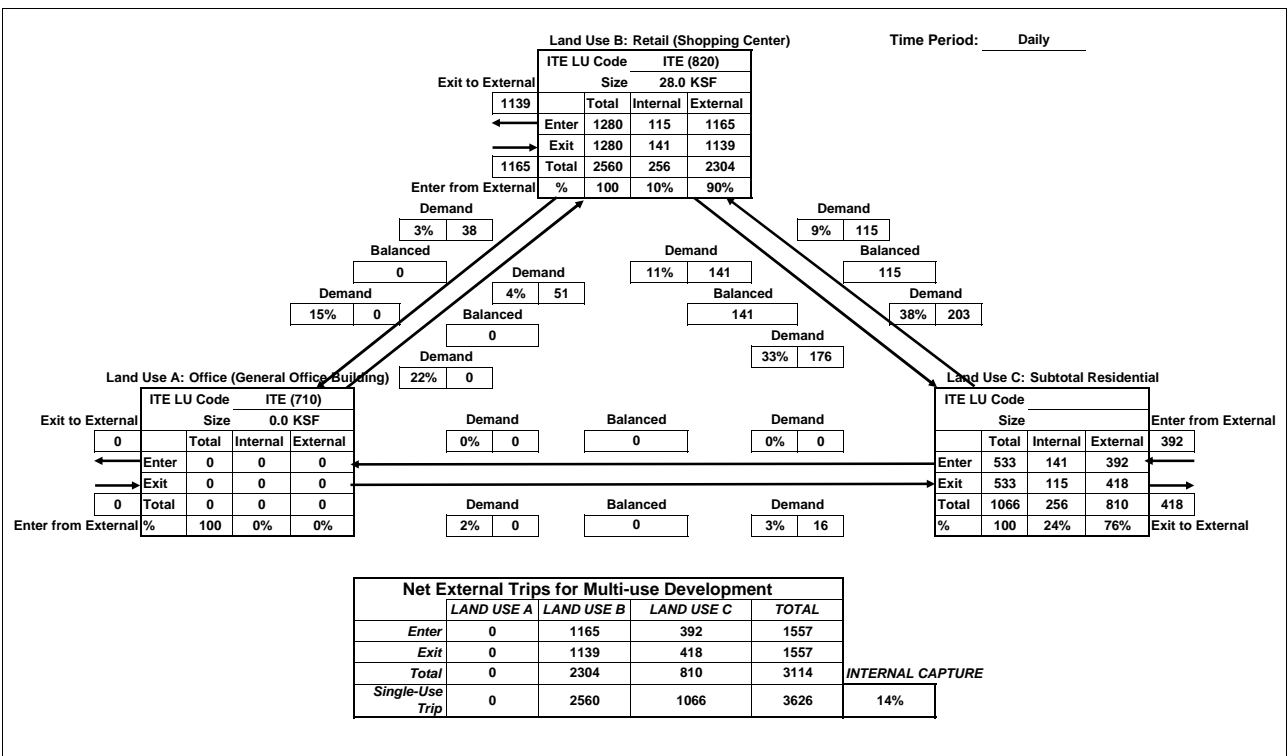 Land Use B: Retail (Shopping Center)
Time Period: Daily
ITE LU Code ITE (820)
Exit to External Size 28.0 KSF
1139 Total Internal External
Enter 1280 115 1165
Exit 1280 141 1139
1165 Total 2560 256 2304
Enter from External % 100 10% 90%
Demand Demand
3% 38 9% 115
Balanced Demand Balanced
0 11% 141 115
Demand
4% 51
Demand Balanced Demand
15% 0 141 38% 203
Balanced
0
Demand
33% 176
Demand
22% 0
Land Use A: Office (General Office Building)
ITE LU Code ITE (710)
Exit to External Size 0.0 KSF
0 Total Internal External
Enter 0 0 0
Exit 0 0 0
0 Total 0 0 0
Enter from External % 100 0% 0%
Demand Balanced Demand
0% 0 0 0% 0
Demand Balanced Demand
2% 0 0 3% 16
Land Use C: Subtotal Residential
ITE LU Code
Size Enter from External
Total Internal External 392
Enter 533 141 392
Exit 533 115 418
Total 1066 256 810 418
% 100 24% 76% Exit to External
Net External Trips for Multi-use Development
LAND USE A LAND USE B LAND USE C TOTAL
Enter 0 1165 392 1557
Exit 0 1139 418 1557
Total 0 2304 810 3114 INTERNAL CAPTURE
Single-Use
Trip 0 2560 1066 3626 14%